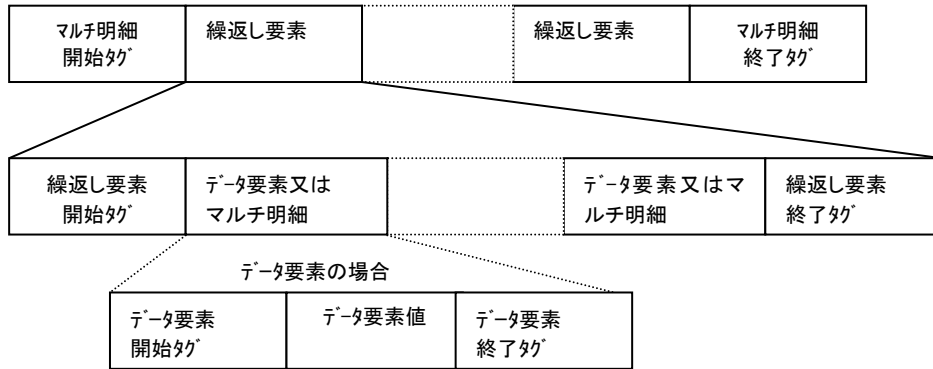 ﾏﾙﾁ明細
開始ﾀｸﾞ
繰返し要素
繰返し要素
ﾏﾙﾁ明細
終了ﾀｸﾞ
繰返し要素
開始ﾀｸﾞ
ﾃﾞｰﾀ要素又は
マルチ明細
ﾃﾞｰﾀ要素又はマ
ルチ明細
繰返し要素
終了ﾀｸﾞ
ﾃﾞｰﾀ要素の場合
ﾃﾞｰﾀ要素
開始ﾀｸﾞ
ﾃﾞｰﾀ要素値
ﾃﾞｰﾀ要素
終了ﾀｸﾞ